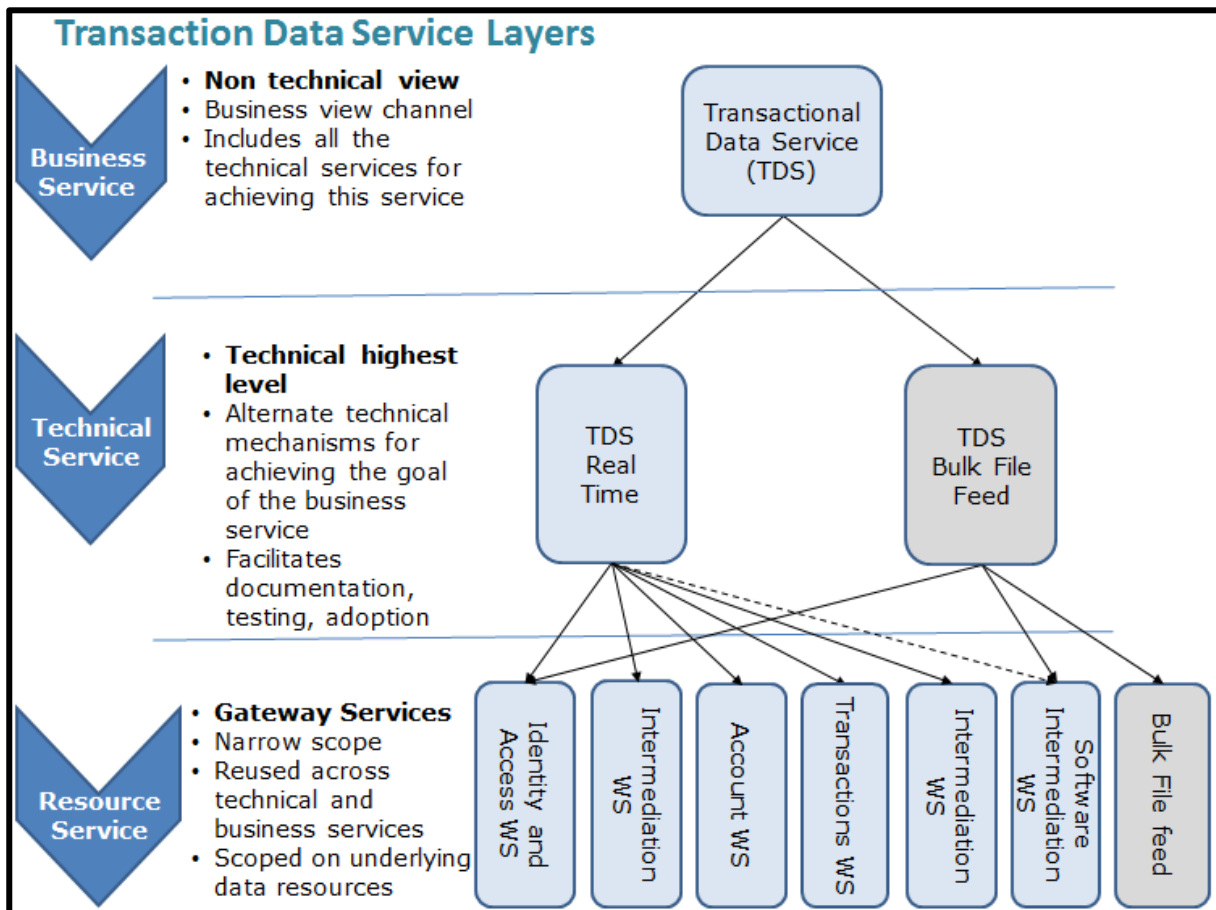 Transaction Data Service Layers
Business
Service
• Non technical view
• Business view channel
• Includes all the
technical services for
achieving this service
Transactional
Data Service
(TDS)
Technical
Service
• Technical highest
level
• Alternate technical
mechanisms for
achieving the goal
of the business
service
• Facilitates
documentation,
testing, adoption
TDS
Real
Time
TDS
Bulk File
Feed
Resource
Service
• Gateway Services
• Narrow scope
• Reused across
technical and
business services
• Scoped on underlying
data resources
Identity and
Access WS
Intermediation
WS
Account WS
Transactions WS
Intermediation
WS
Software
Intermediation
WS
Bulk File feed